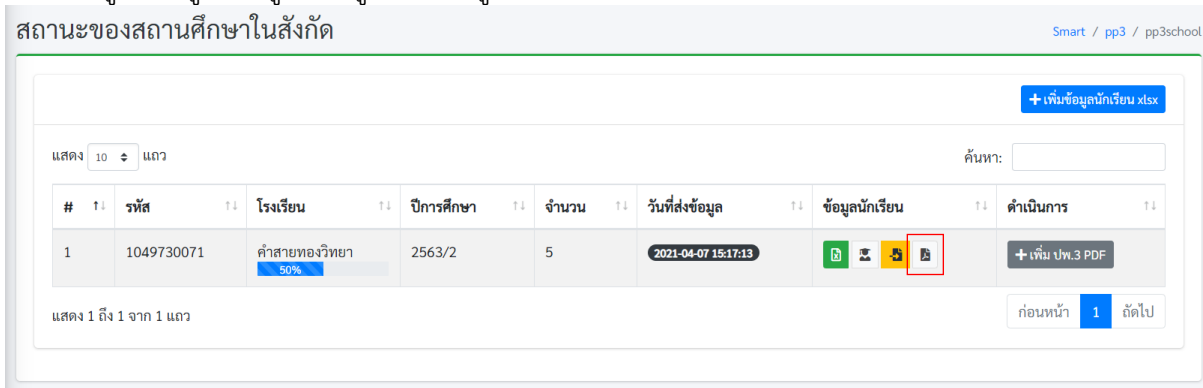 สถานะของสถานศึกษาในสังกัด
Smart / pp3 / pp3school
+ เพิ่มข้อมูลนักเรียน xlsx
แสดง 10 แถว
ค้นหา:
# รหัส โรงเรียน ปีการศึกษา จำนวน วันที่ส่งข้อมูล ข้อมูลนักเรียน ดำเนินการ
1 1049730071 คำสายทองวิทยา 2563/2 5 2021-04-07 15:17:13 + เพิ่ม ปพ.3 PDF
50%
แสดง 1 ถึง 1 จาก 1 แถว
ก่อนหน้า 1 ถัดไป